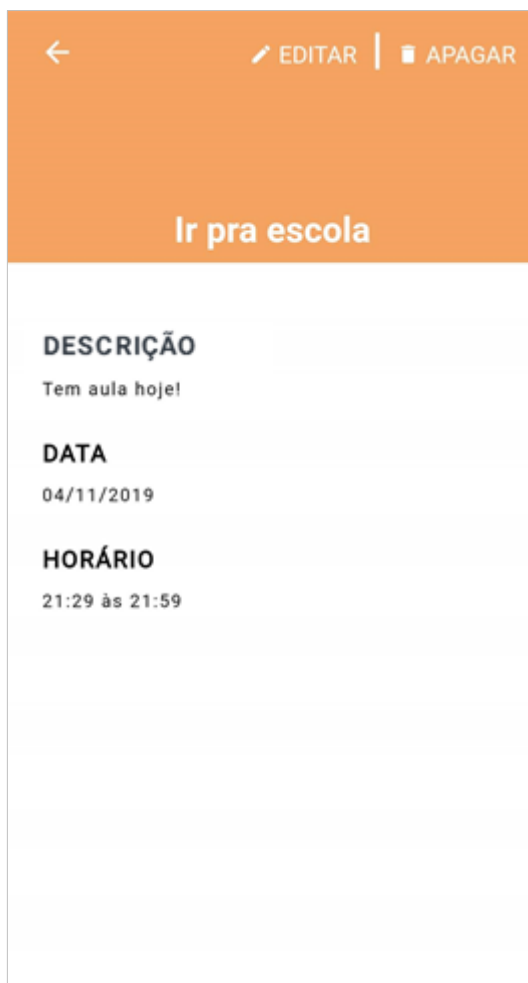 EDITAR | APAGAR
Ir pra escola
DESCRIÇÃO
Tem aula hoje!
DATA
04/11/2019
HORÁRIO
21:29 às 21:59